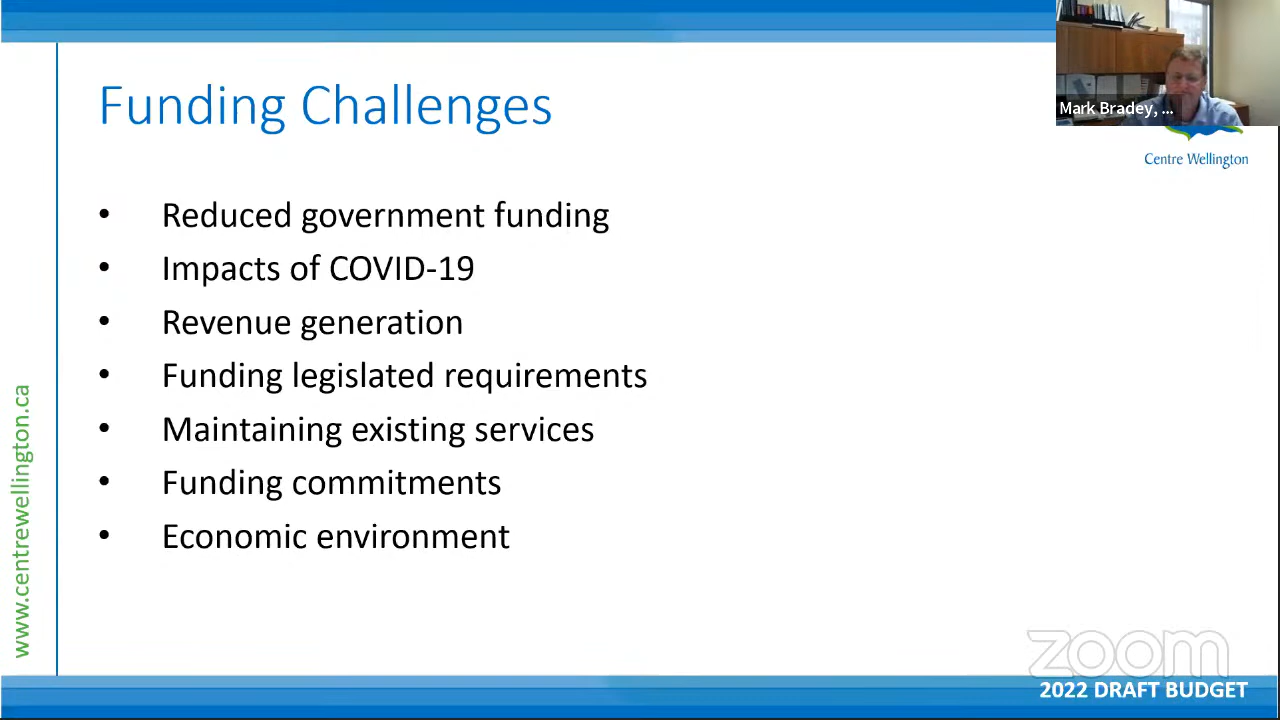 Funding Challenges
Mark Bradey, ...
Centre Wellington
• Reduced government funding
• Impacts of COVID-19
• Revenue generation
• Funding legislated requirements
• Maintaining existing services
• Funding commitments
• Economic environment
www.centrewellington.ca
zoom
2022 DRAFT BUDGET